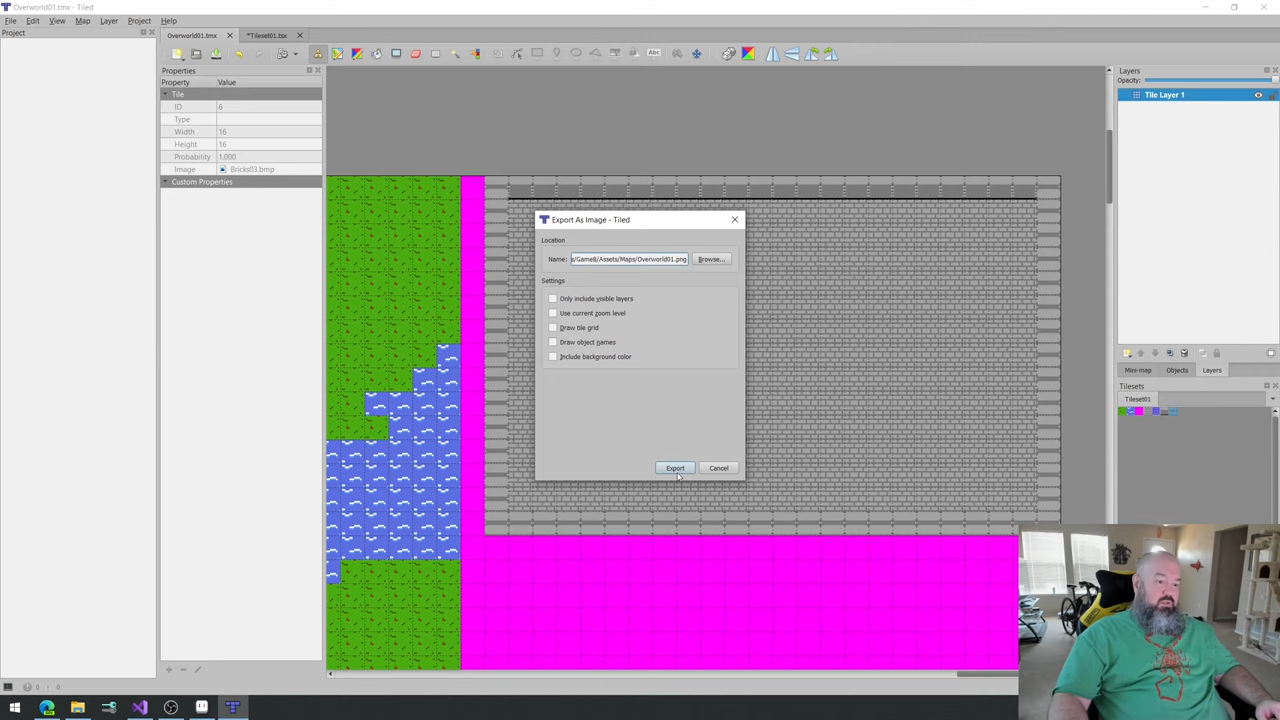 Overworld01.tmx - Tiled
File Edit View Map Layer Project Help
Project
Overworld01.tmx
*Tileset01.tsx
Abc
Properties
Property Value
Tile
ID 6
Type
Width 16
Height 16
Probability 1.000
Image Bricks03.bmp
Custom Properties
Export As Image - Tiled
Location
Name: s/GameB/Assets/Maps/Overworld01.png Browse...
Settings
Only include visible layers
Use current zoom level
Draw tile grid
Draw object names
Include background color
Export Cancel
Layers
Opacity:
Tile Layer 1
Mini-map Objects Layers
Tilesets
Tileset01
0 0